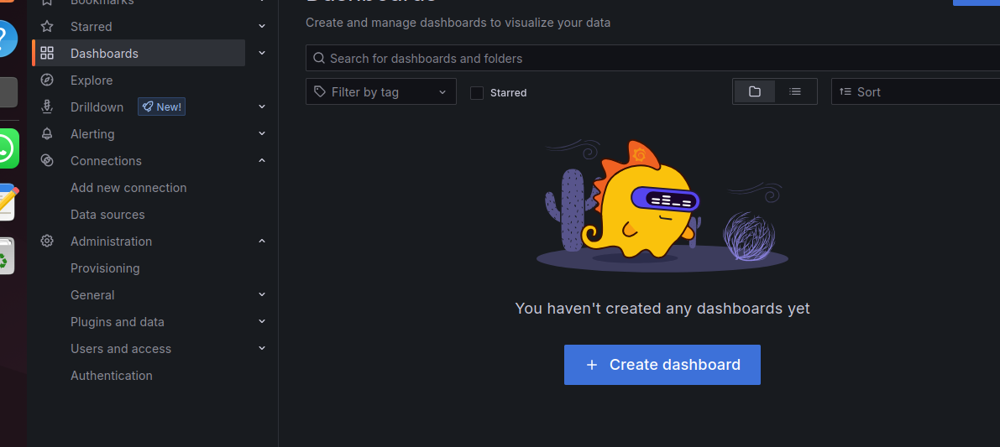 Bookmarks
Starred
Dashboards
Explore
Drilldown New!
Alerting
Connections
Add new connection
Data sources
Administration
Provisioning
General
Plugins and data
Users and access
Authentication
Dashboards
Create and manage dashboards to visualize your data
Search for dashboards and folders
Filter by tag
Starred
Sort
You haven't created any dashboards yet
+ Create dashboard